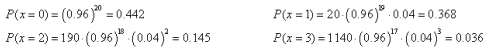 P(x = 0) = (0.96)^20 = 0.442
P(x = 1) = 20·(0.96)^19·0.04 = 0.368
P(x = 2) = 190·(0.96)^18·(0.04)^2 = 0.145
P(x = 3) = 1140·(0.96)^17·(0.04)^3 = 0.036